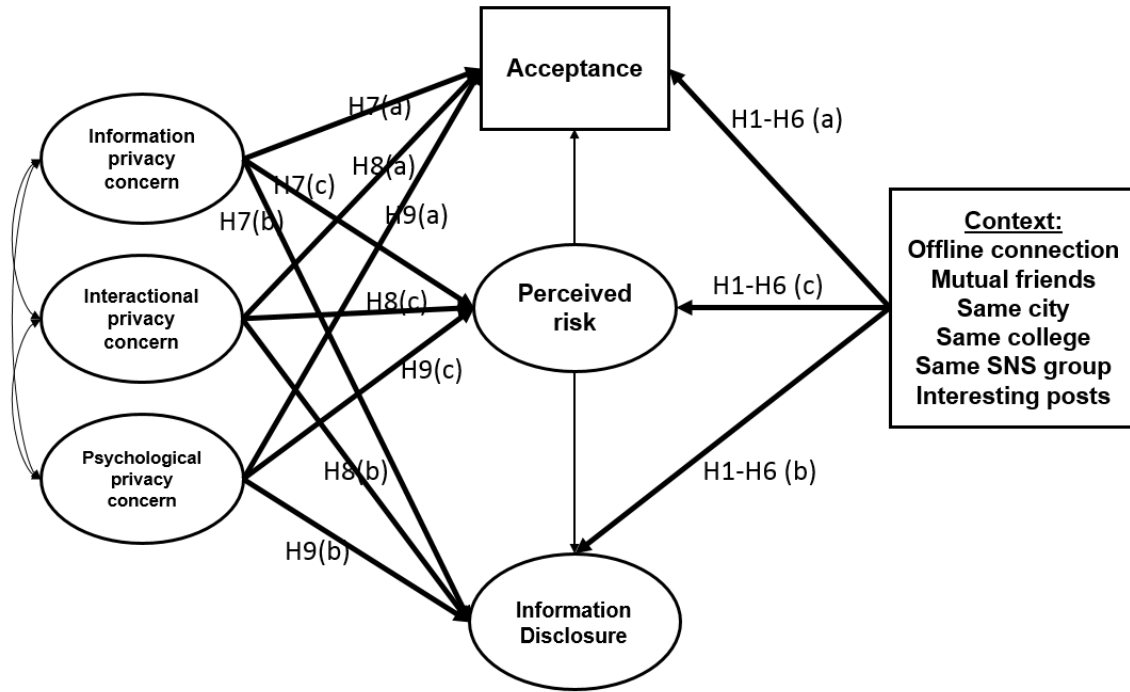 Acceptance
H7(a)
H1-H6 (a)
Information
privacy
concern
H8(a)
H7(c)
H7(b)
H9(a)
Context:
Offline connection
Mutual friends
Same city
Same college
Same SNS group
Interesting posts
Interactional
privacy
concern
H8(c)
Perceived
risk
H1-H6 (c)
H9(c)
Psychological
privacy
concern
H8(b)
H1-H6 (b)
H9(b)
Information
Disclosure